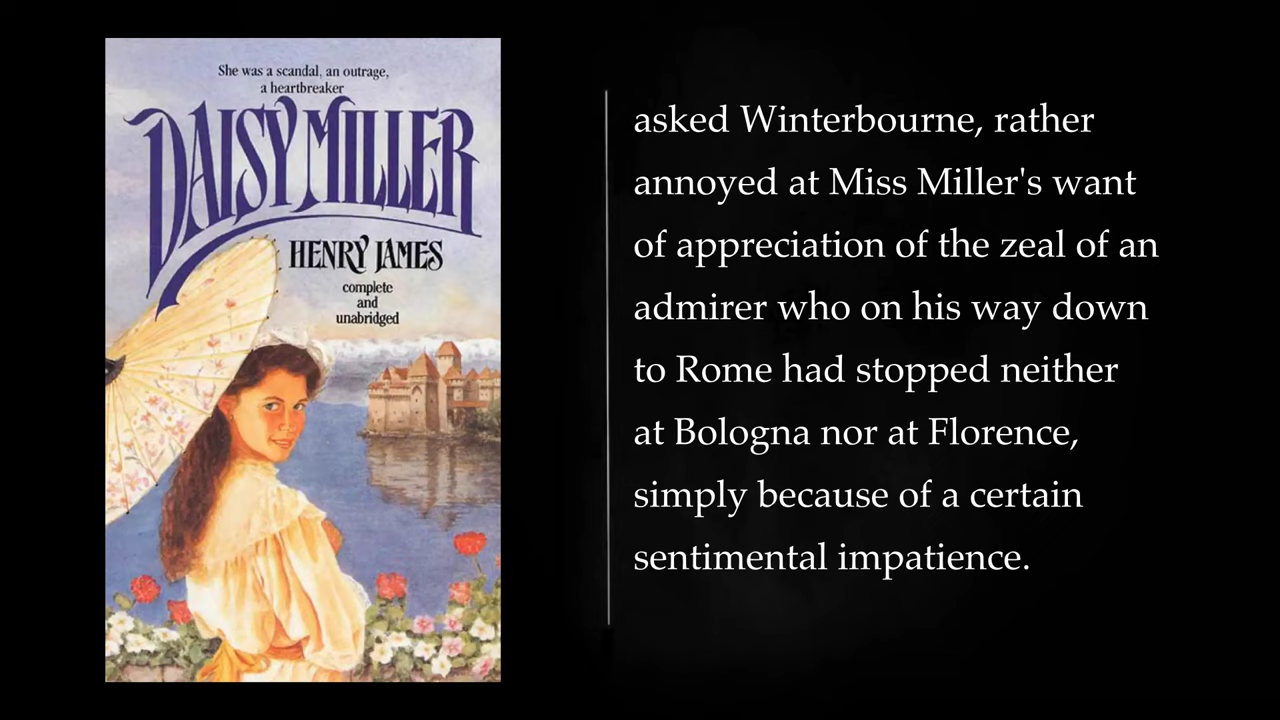 She was a scandal, an outrage,
a heartbreaker
DAISY MILLER
HENRY JAMES
complete
and
unabridged
asked Winterbourne, rather
annoyed at Miss Miller's want
of appreciation of the zeal of an
admirer who on his way down
to Rome had stopped neither
at Bologna nor at Florence,
simply because of a certain
sentimental impatience.